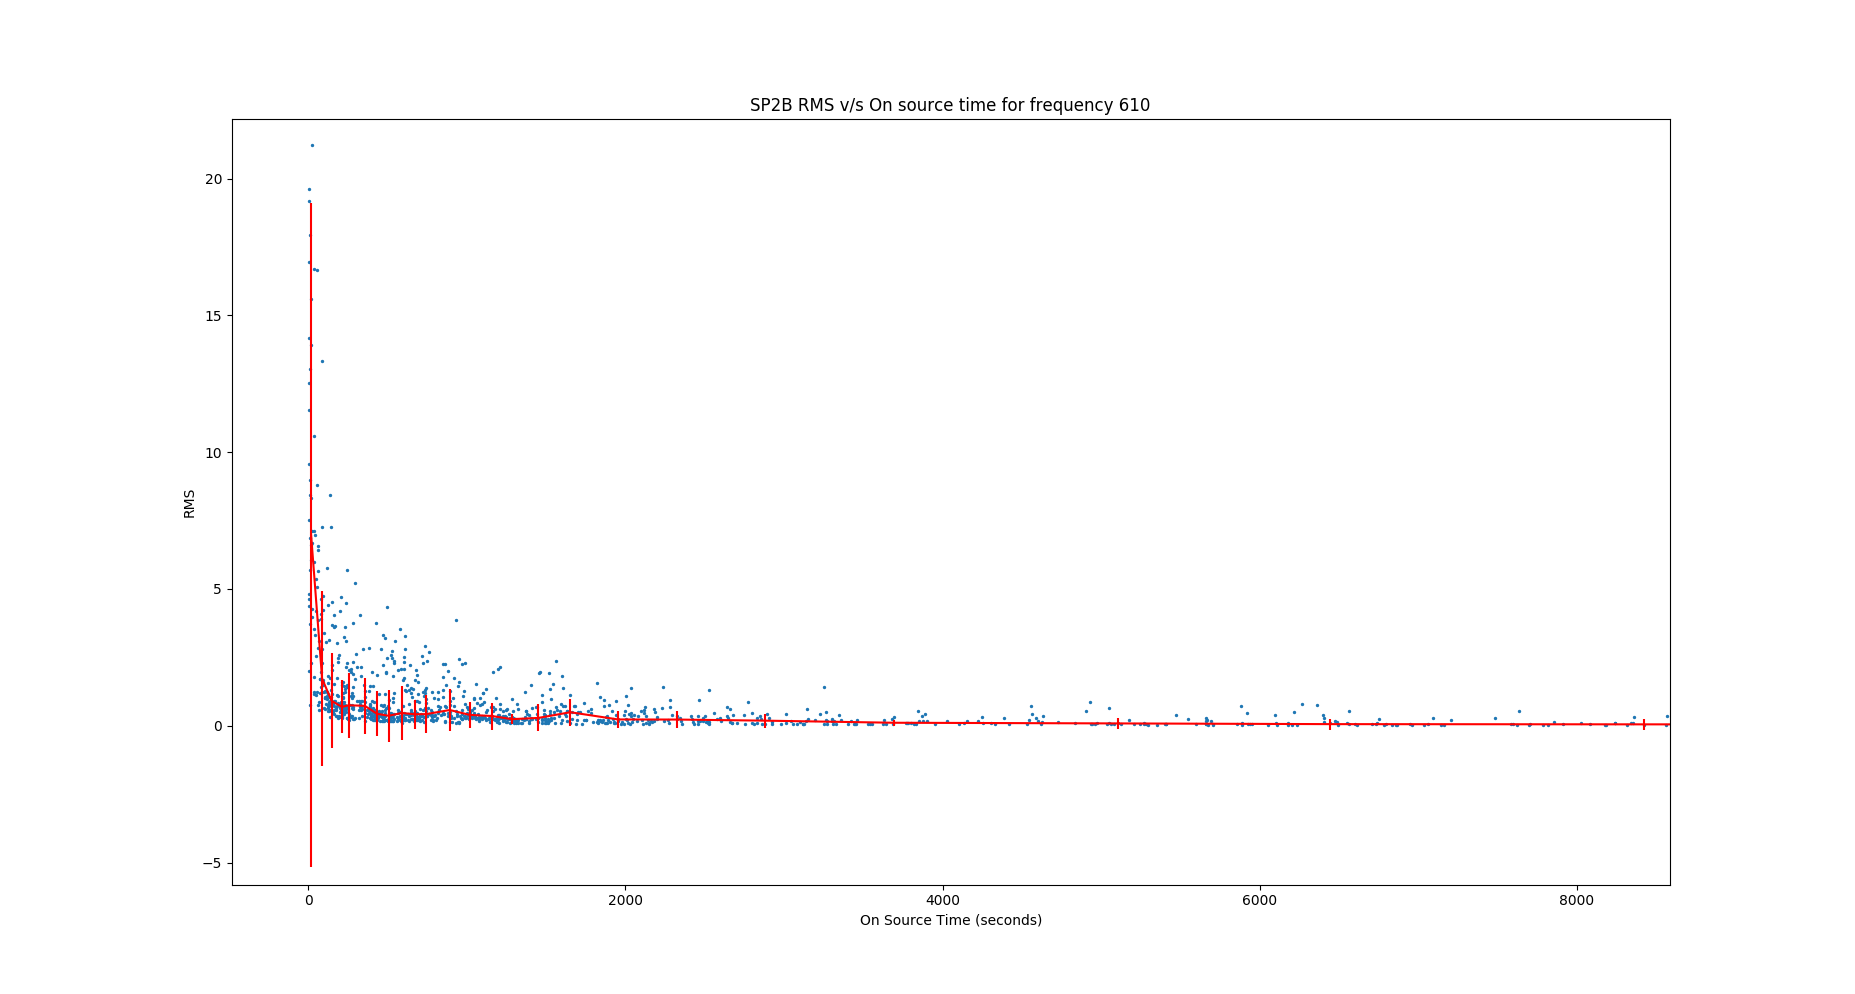 SP2B RMS v/s On source time for frequency 610
20
15
10
5
0
−5
RMS
0 2000 4000 6000 8000
On Source Time (seconds)